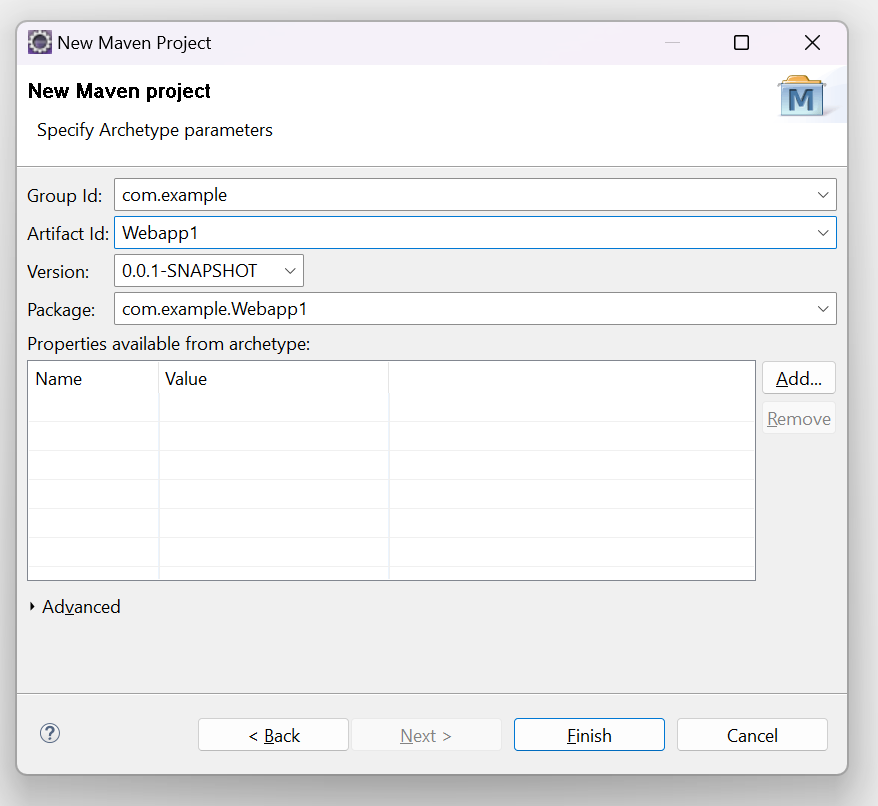 New Maven Project
New Maven project
Specify Archetype parameters
M
Group Id: com.example
Artifact Id: Webapp1
Version: 0.0.1-SNAPSHOT
Package: com.example.Webapp1
Properties available from archetype:
Name Value
Add...
Remove
Advanced
? < Back Next > Finish Cancel